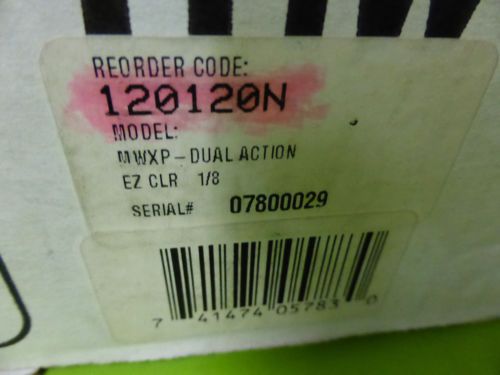 REORDER CODE:
120120N
MODEL:
MWXP-DUAL ACTION
EZ CLR 1/8
SERIAL# 07800029
7 41474 05783 0